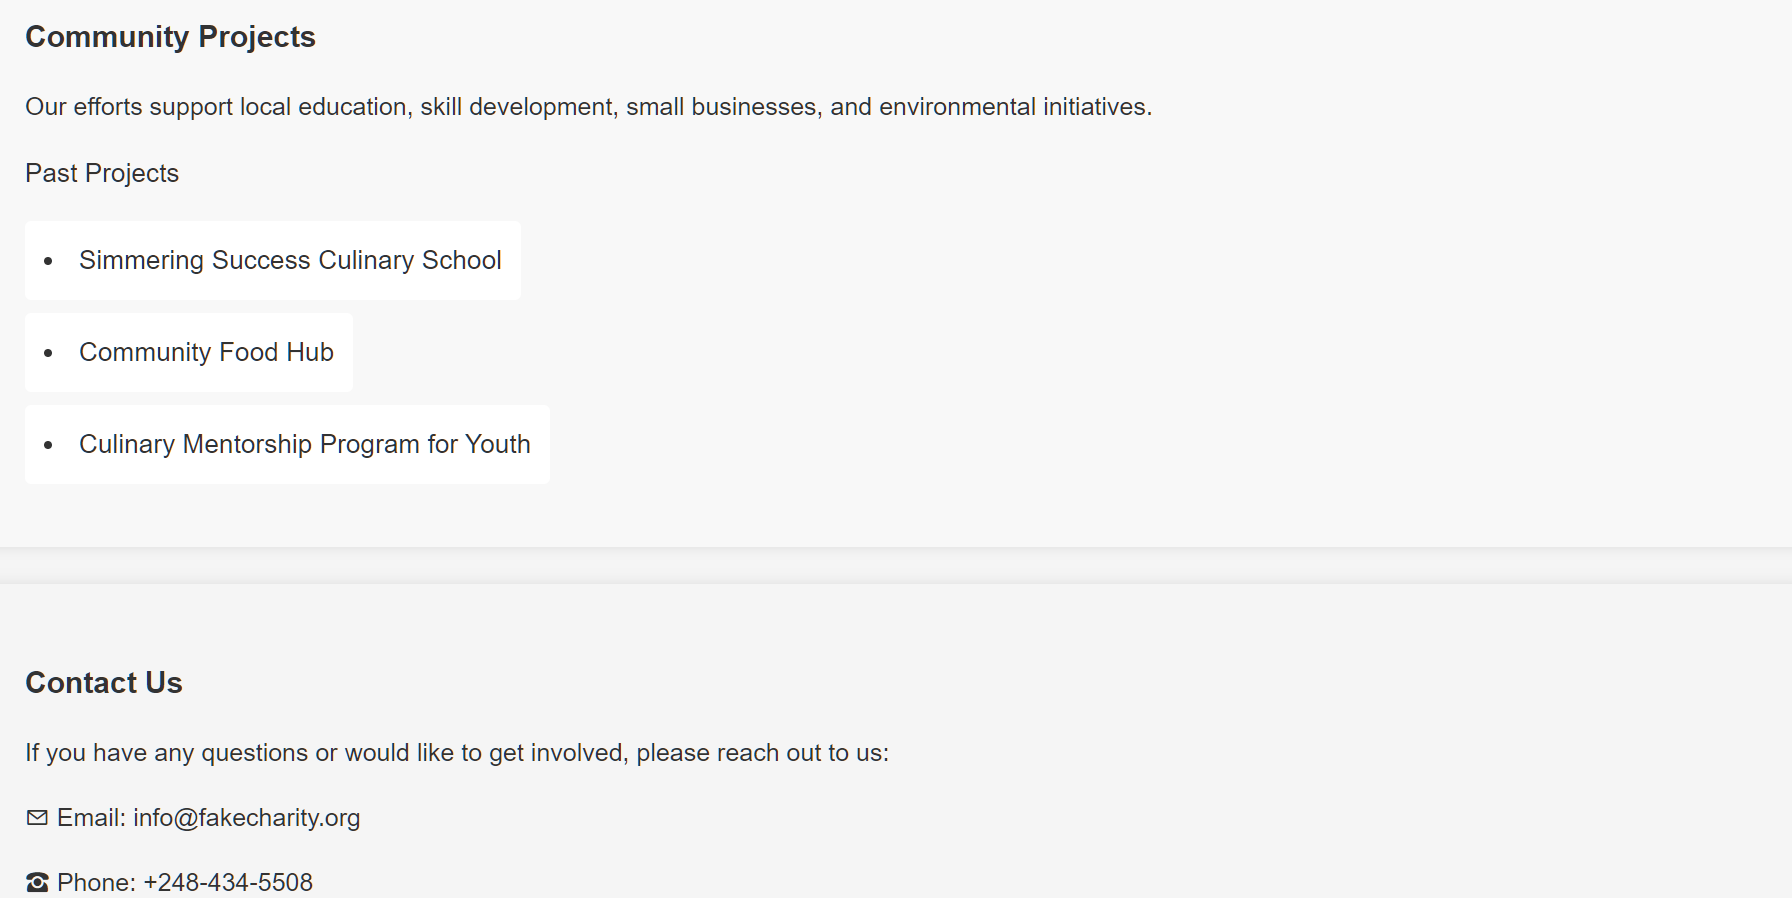 Community Projects
Our efforts support local education, skill development, small businesses, and environmental initiatives.
Past Projects
• Simmering Success Culinary School
• Community Food Hub
• Culinary Mentorship Program for Youth
Contact Us
If you have any questions or would like to get involved, please reach out to us:
Email: info@fakecharity.org
Phone: +248-434-5508